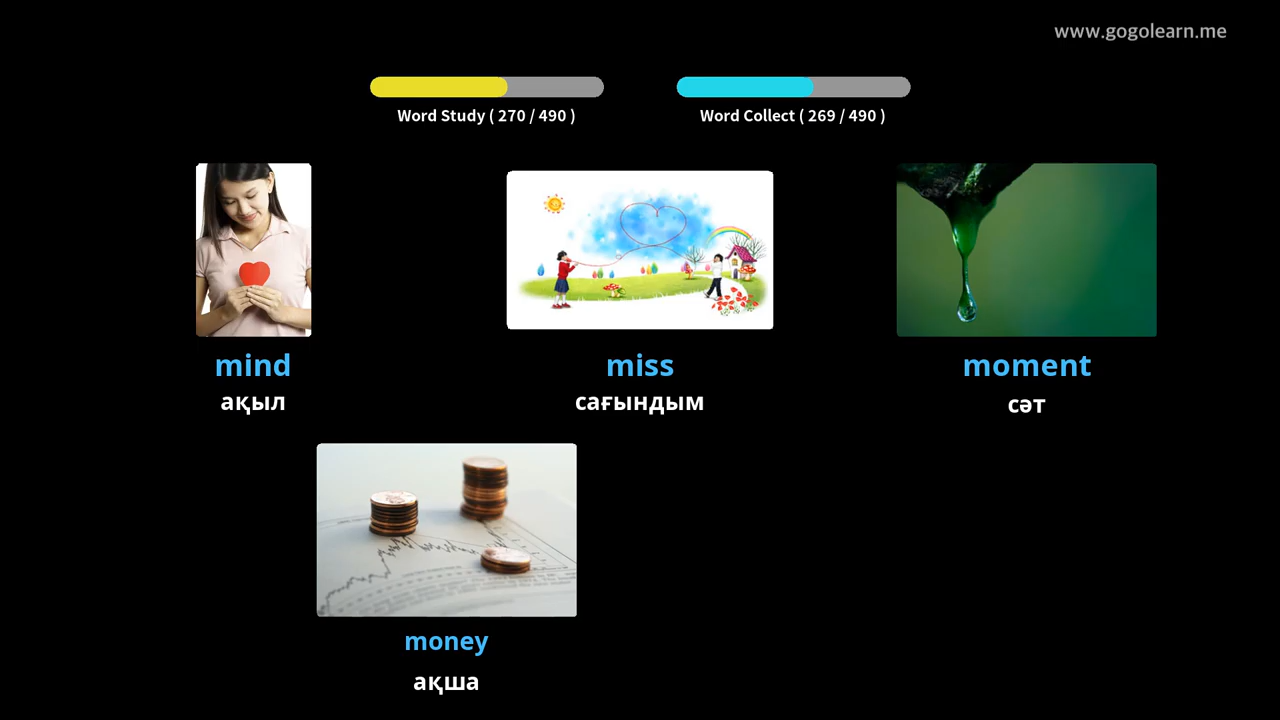 www.gogolearn.me
Word Study ( 270 / 490 )
Word Collect ( 269 / 490 )
mind
ақыл
miss
сағындым
moment
сәт
money
ақша